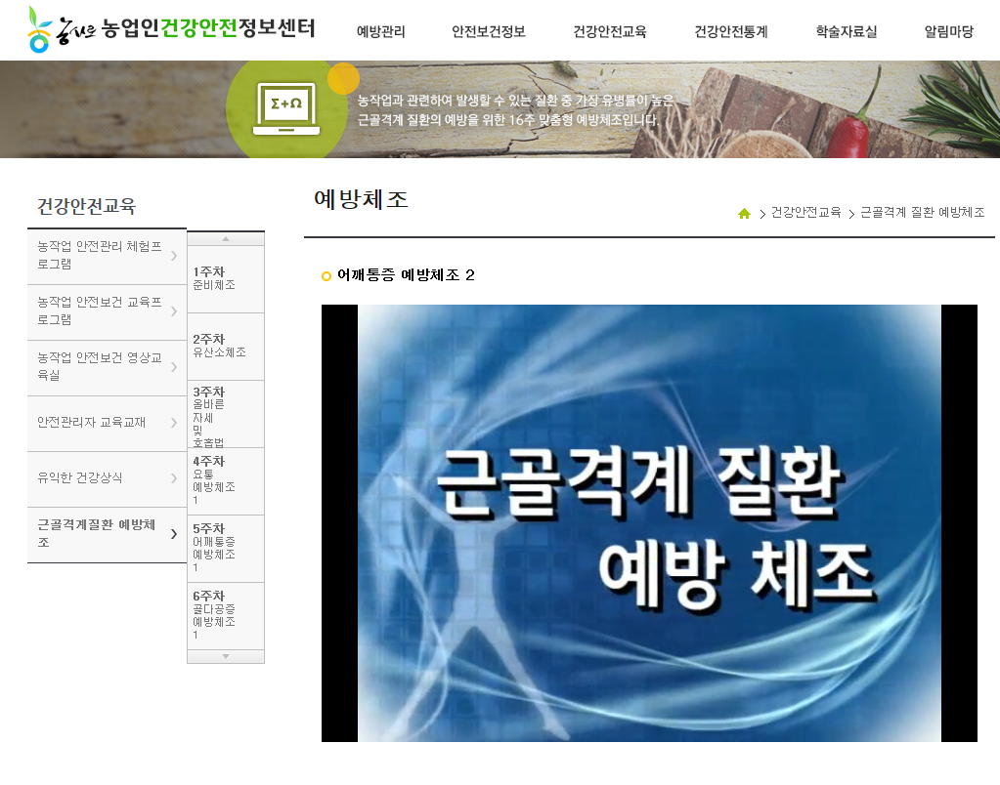 농사로 농업인건강안전정보센터
예방관리 안전보건정보 건강안전교육 건강안전통계 학술자료실 알림마당
Σ+Ω
농작업과 관련하여 발생할 수 있는 질환 중 가장 유병률이 높은
근골격계 질환의 예방을 위한 16주 맞춤형 예방체조입니다.
건강안전교육
농작업 안전관리 체험프
로그램
농작업 안전보건 교육프
로그램
농작업 안전보건 영상교
육실
안전관리자 교육교재
유익한 건강상식
근골격계질환 예방체
조
1주차
준비체조
2주차
유산소체조
3주차
올바른
자세
및
호흡법
4주차
요통
예방체조
1
5주차
어깨통증
예방체조
1
6주차
골다공증
예방체조
1
예방체조
건강안전교육 근골격계 질환 예방체조
어깨통증 예방체조 2
근골격계 질환
예방 체조